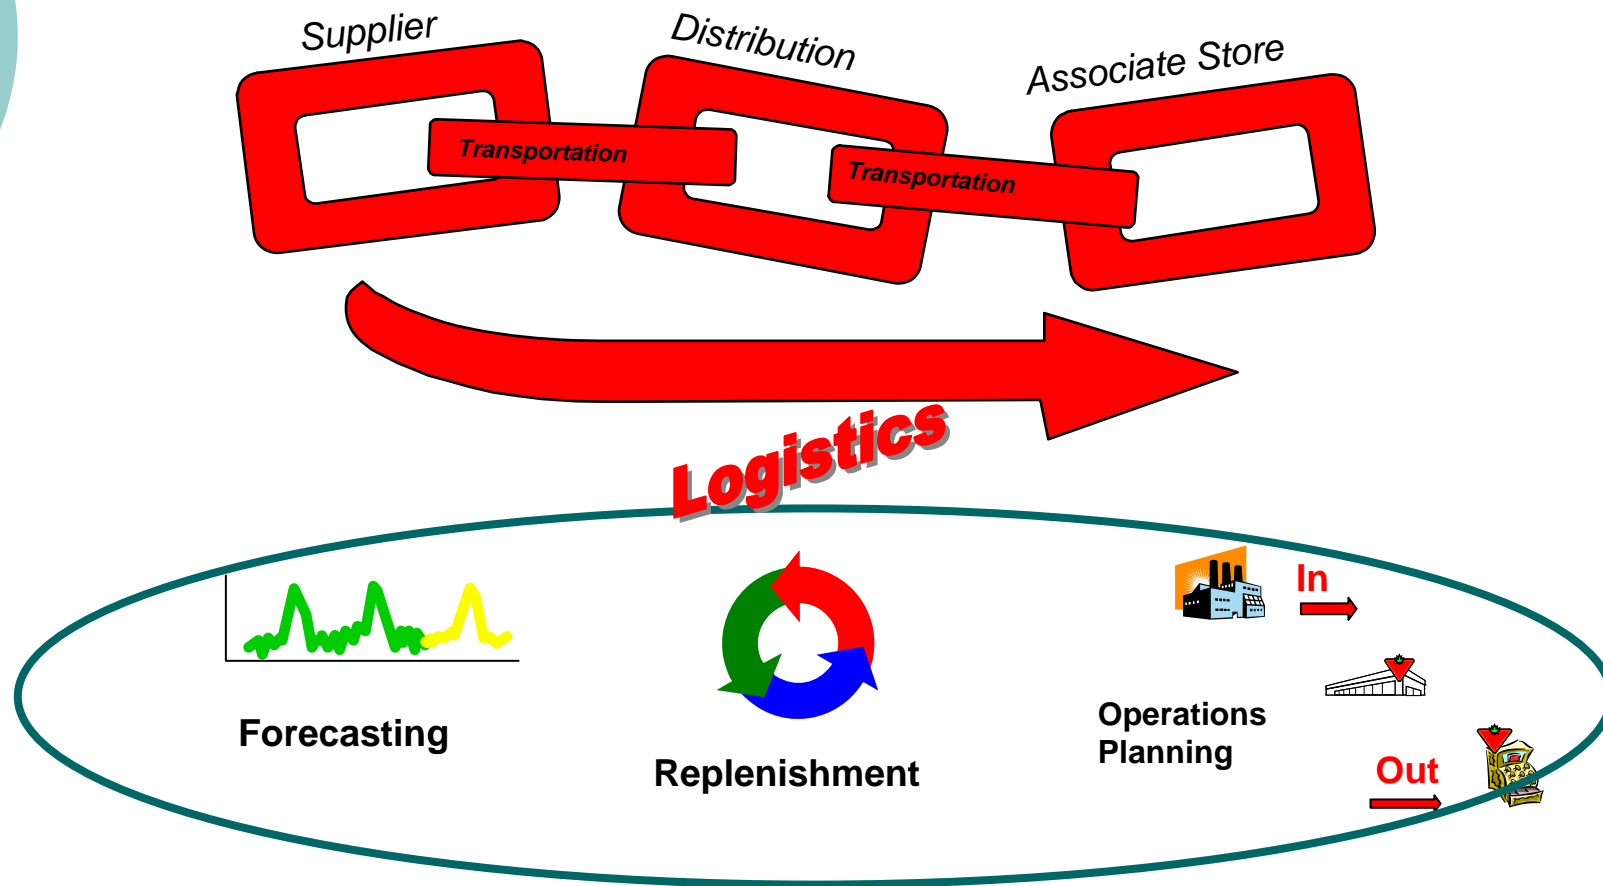 Supplier
Distribution
Associate Store
Transportation
Transportation
Logistics
In
Forecasting
Operations
Planning
Replenishment
Out